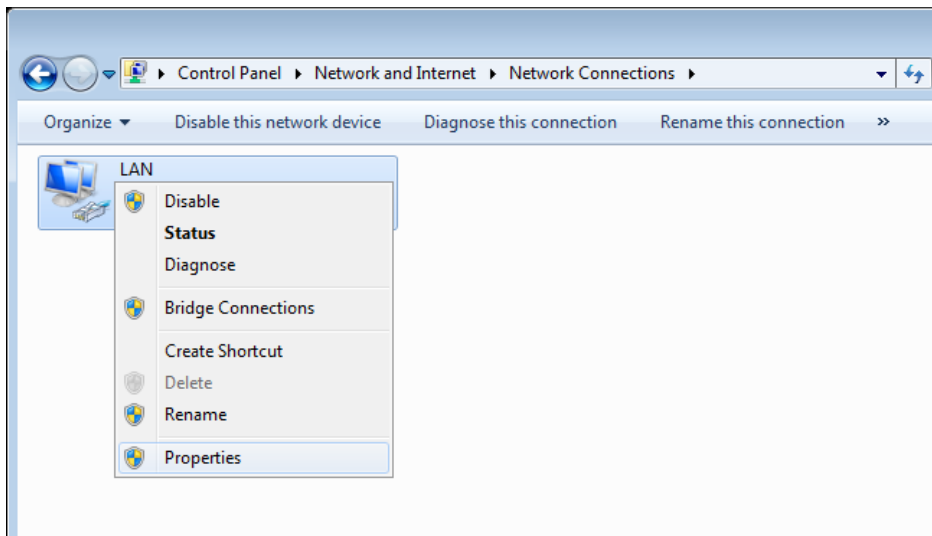 Control Panel Network and Internet Network Connections
Organize Disable this network device Diagnose this connection Rename this connection »
LAN
Disable
Status
Diagnose
Bridge Connections
Create Shortcut
Delete
Rename
Properties